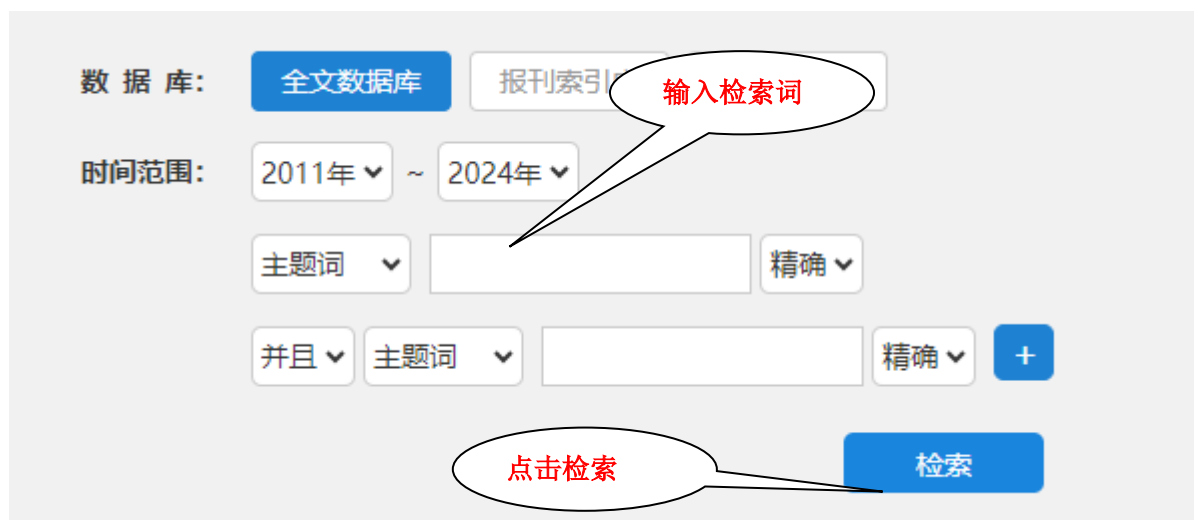 数 据 库： 全文数据库 报刊索引
输入检索词
时间范围： 2011年 ~ 2024年
主题词 精确
并且 主题词 精确 +
点击检索 检索